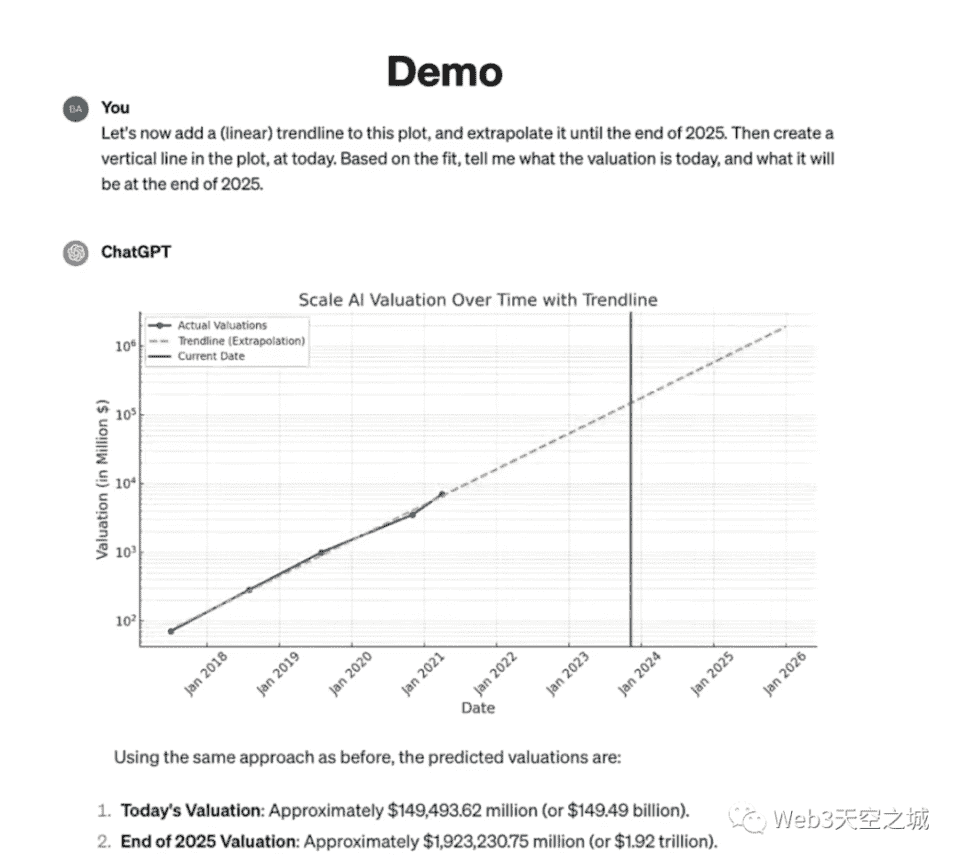 Demo
BA
You
Let's now add a (linear) trendline to this plot, and extrapolate it until the end of 2025. Then create a
vertical line in the plot, at today. Based on the fit, tell me what the valuation is today, and what it will
be at the end of 2025.
ChatGPT
Scale AI Valuation Over Time with Trendline
Actual Valuations
Trendline (Extrapolation)
Current Date
10⁶
10⁵
10⁴
10³
10²
Valuation (in Million $)
Jan 2018
Jan 2019
Jan 2020
Jan 2021
Jan 2022
Jan 2023
Jan 2024
Jan 2025
Jan 2026
Date
Using the same approach as before, the predicted valuations are:
1. Today's Valuation: Approximately $149,493.62 million (or $149.49 billion).
2. End of 2025 Valuation: Approximately $1,923,230.75 million (or $1.92 trillion).
Web3天空之城